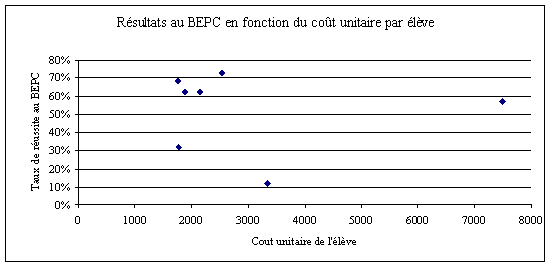 Résultats au BEPC en fonction du coût unitaire par élève
Taux de réussite au BEPC
80%
70%
60%
50%
40%
30%
20%
10%
0%
0 1000 2000 3000 4000 5000 6000 7000 8000
Cout unitaire de l'élève